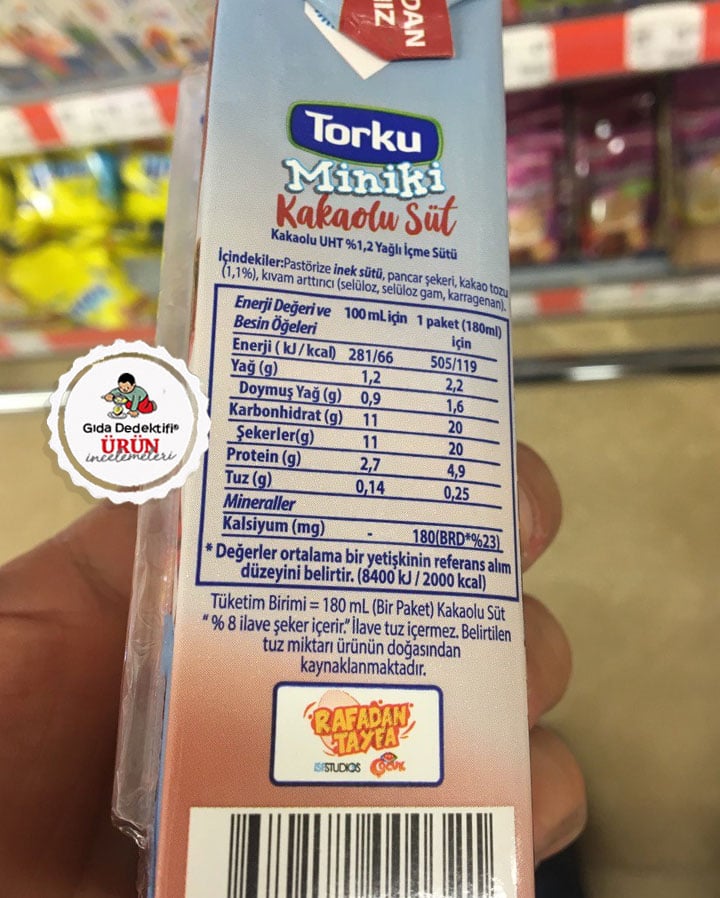 DAN
IZ
Torku
Miniki
Kakaolu Süt
Kakaolu UHT %1,2 Yağlı İçme Sütü
İçindekiler:Pastörize inek sütü, pancar şekeri, kakao tozu
(1,1%), kıvam arttırıcı (selüloz, selüloz gam, karragenan).
Enerji Değeri ve 100 mL için 1 paket (180ml)
Besin Öğeleri için
Enerji ( kJ / kcal) 281/66 505/119
Yağ (g) 1,2 2,2
Doymuş Yağ (g) 0,9 1,6
Karbonhidrat (g) 11 20
Şekerler(g) 11 20
Protein (g) 2,7 4,9
Tuz (g) 0,14 0,25
Mineraller
Kalsiyum (mg) - 180(BRD*%23)
* Değerler ortalama bir yetişkinin referans alım
düzeyini belirtir. (8400 kJ / 2000 kcal)
Tüketim Birimi = 180 mL (Bir Paket) Kakaolu Süt
"% 8 ilave şeker içerir." İlave tuz içermez. Belirtilen
tuz miktarı ürünün doğasından
kaynaklanmaktadır.
RAFADAN
TAYFA
ISFSTUDIOS Çocuk
Gıda Dedektifi®
ÜRÜN
incelemeleri